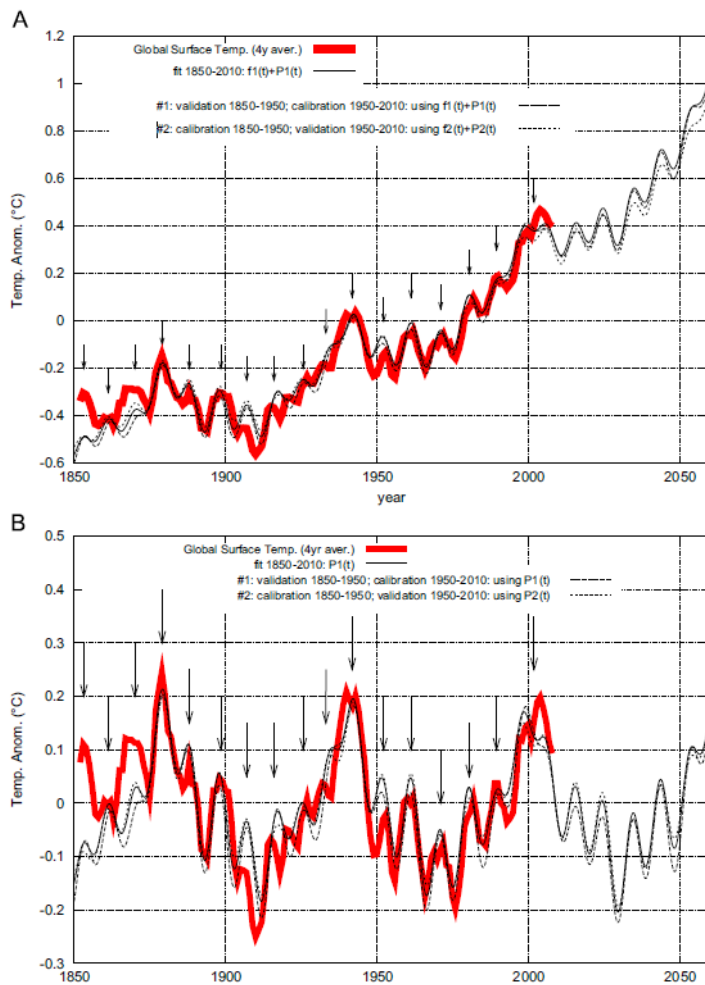 A
Global Surface Temp. (4y aver.)
fit 1850-2010: f1(t)+P1(t)
#1: validation 1850-1950; calibration 1950-2010: using f1(t)+P1(t)
#2: calibration 1850-1950; validation 1950-2010: using f2(t)+P2(t)
1.2
1
0.8
0.6
0.4
0.2
0
-0.2
-0.4
-0.6
Temp. Anom. (°C)
1850
1900
1950
2000
2050
year
B
Global Surface Temp. (4yr aver.)
fit 1850-2010: P1(t)
#1: validation 1850-1950; calibration 1950-2010: using P1(t)
#2: calibration 1850-1950; validation 1950-2010: using P2(t)
0.5
0.4
0.3
0.2
0.1
0
-0.1
-0.2
-0.3
Temp. Anom. (°C)
1850
1900
1950
2000
2050
year